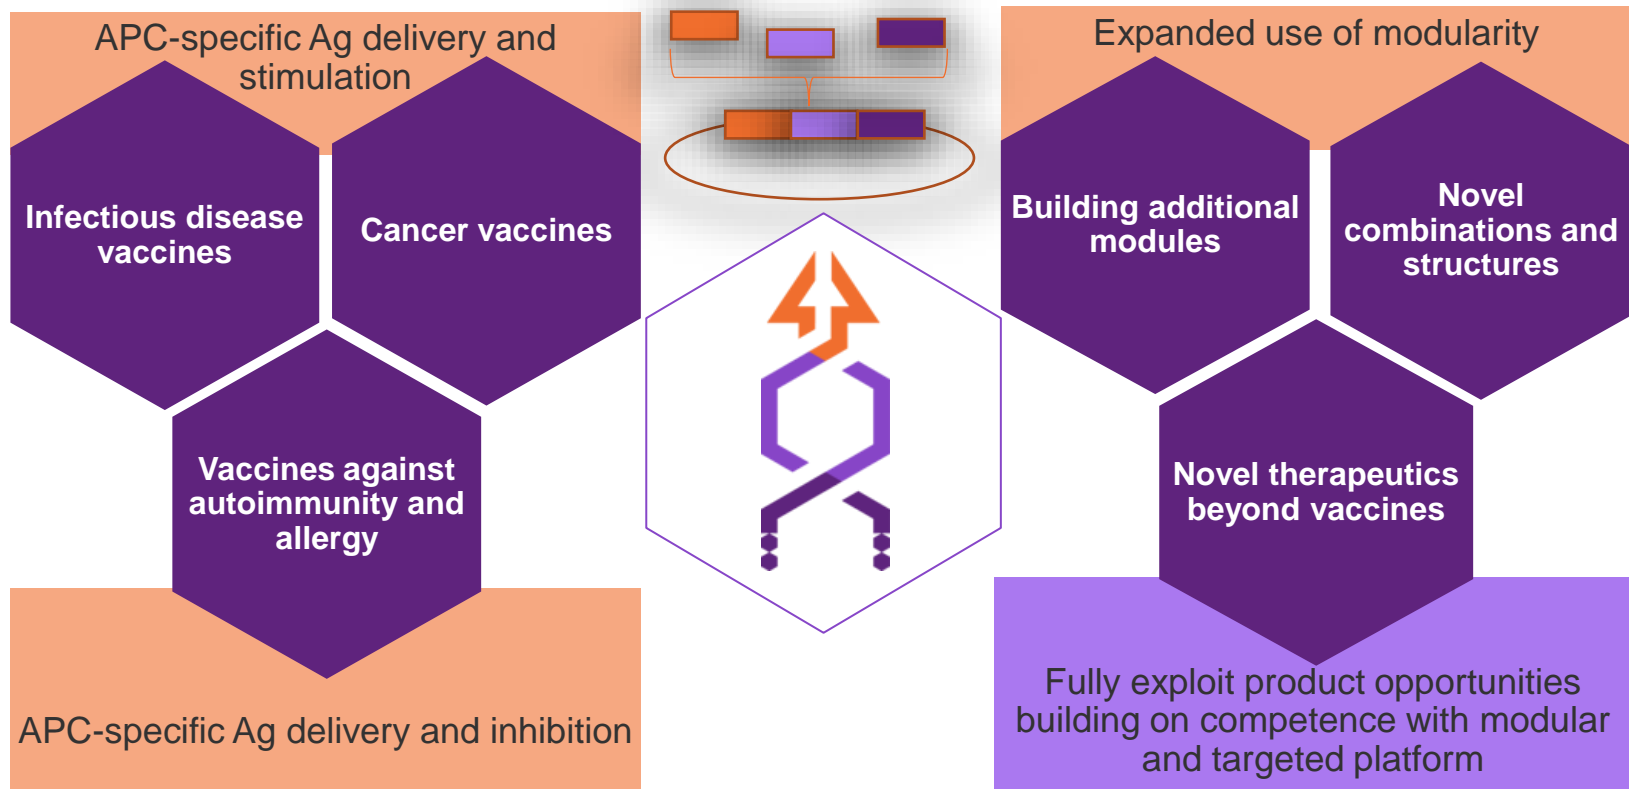 APC-specific Ag delivery and
stimulation
Infectious disease
vaccines
Cancer vaccines
Vaccines against
autoimmunity and
allergy
APC-specific Ag delivery and inhibition
Expanded use of modularity
Building additional
modules
Novel
combinations and
structures
Novel therapeutics
beyond vaccines
Fully exploit product opportunities
building on competence with modular
and targeted platform